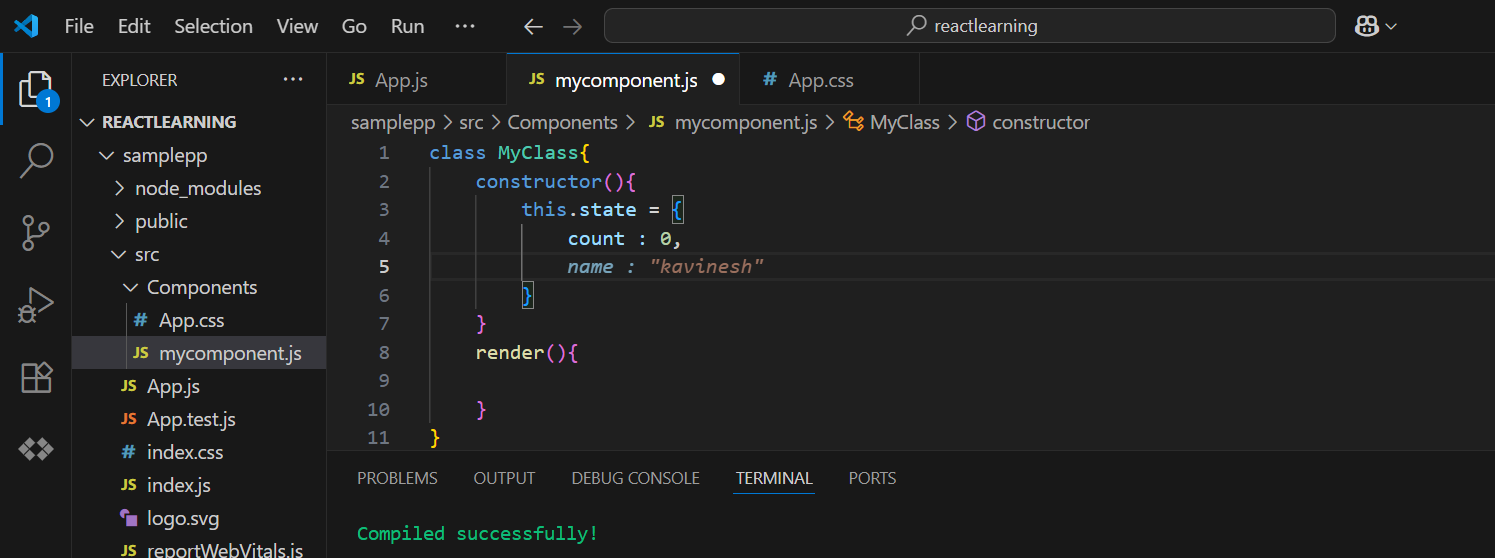 File Edit Selection View Go Run ··· reactlearning
EXPLORER ···
1
REACTLEARNING
samplepp
node_modules
public
src
Components
# App.css
JS mycomponent.js
JS App.js
JS App.test.js
# index.css
JS index.js
logo.svg
JS reportWebVitals.js
JS App.js JS mycomponent.js # App.css
samplepp > src > Components > JS mycomponent.js > MyClass > constructor
1 class MyClass{
2 constructor(){
3 this.state = {
4 count : 0,
5 name : "kavinesh"
6 }
7 }
8 render(){
9
10 }
11 }
PROBLEMS OUTPUT DEBUG CONSOLE TERMINAL PORTS
Compiled successfully!